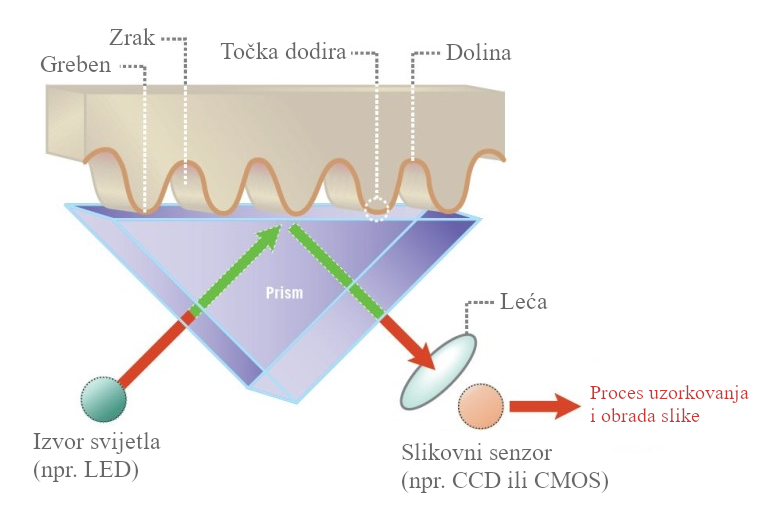 Zrak
Greben
Točka dodira
Dolina
Prism
Leća
Izvor svijetla
(npr. LED)
Proces uzorkovanja
i obrada slike
Slikovni senzor
(npr. CCD ili CMOS)